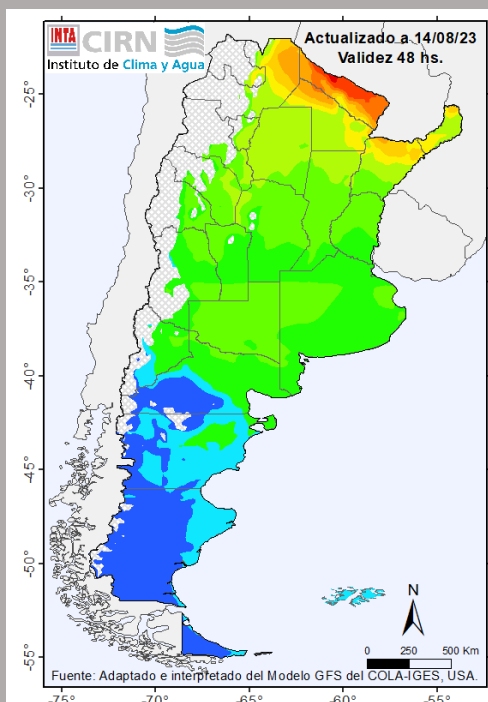 INTA CIRN
Instituto de Clima y Agua
Actualizado a 14/08/23
Validez 48 hs.
-25°
-30°
-35°
-40°
-45°
-50°
-55°
N
0 250 500 Km
Fuente: Adaptado e interpretado del Modelo GFS del COLA-IGES, USA.
-75° -70° -65° -60° -55°